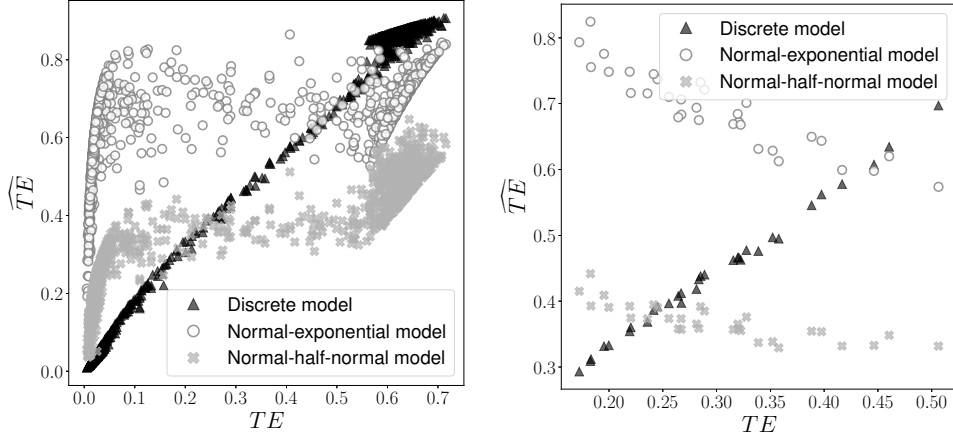 0.8
0.6
0.4
0.2
0.0
0.0 0.1 0.2 0.3 0.4 0.5 0.6 0.7
TE
TE
Discrete model
Normal-exponential model
Normal-half-normal model
0.8
0.7
0.6
0.5
0.4
0.3
0.20 0.25 0.30 0.35 0.40 0.45 0.50
TE
TE
Discrete model
Normal-exponential model
Normal-half-normal model